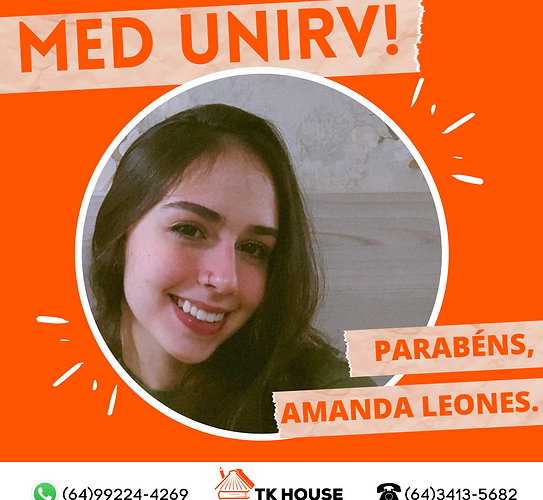 MED UNIRV!
PARABÉNS,
AMANDA LEONES.
(64)99224-4269
TK HOUSE
(64)3413-5682